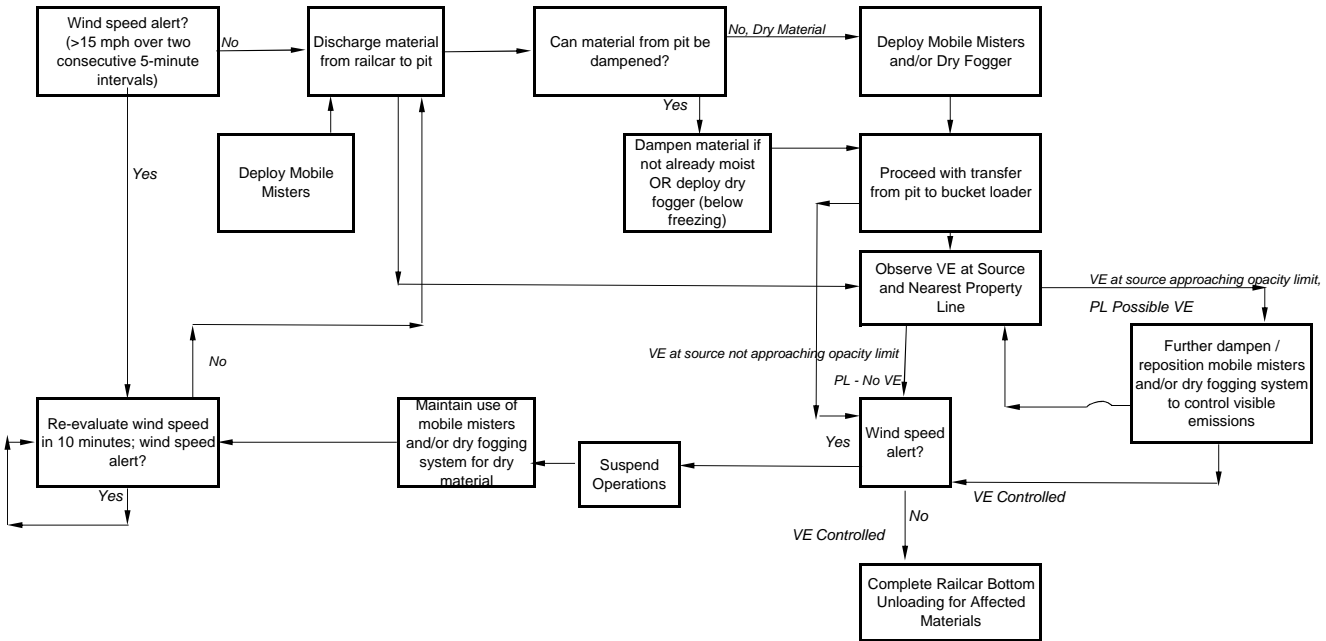 Wind speed alert?
(>15 mph over two
consecutive 5-minute
intervals)
No
Discharge material
from railcar to pit
Can material from pit be
dampened?
No, Dry Material
Deploy Mobile Misters
and/or Dry Fogger
Yes
Yes
Deploy Mobile
Misters
Dampen material if
not already moist
OR deploy dry
fogger (below
freezing)
Proceed with transfer
from pit to bucket loader
Observe VE at Source
and Nearest Property
Line
VE at source approaching opacity limit,
PL Possible VE
VE at source not approaching opacity limit
PL - No VE
Further dampen /
reposition mobile misters
and/or dry fogging system
to control visible
emissions
No
Re-evaluate wind speed
in 10 minutes; wind speed
alert?
Yes
Maintain use of
mobile misters
and/or dry fogging
system for dry
material
Suspend
Operations
Yes
Wind speed
alert?
VE Controlled
No
VE Controlled
Complete Railcar Bottom
Unloading for Affected
Materials